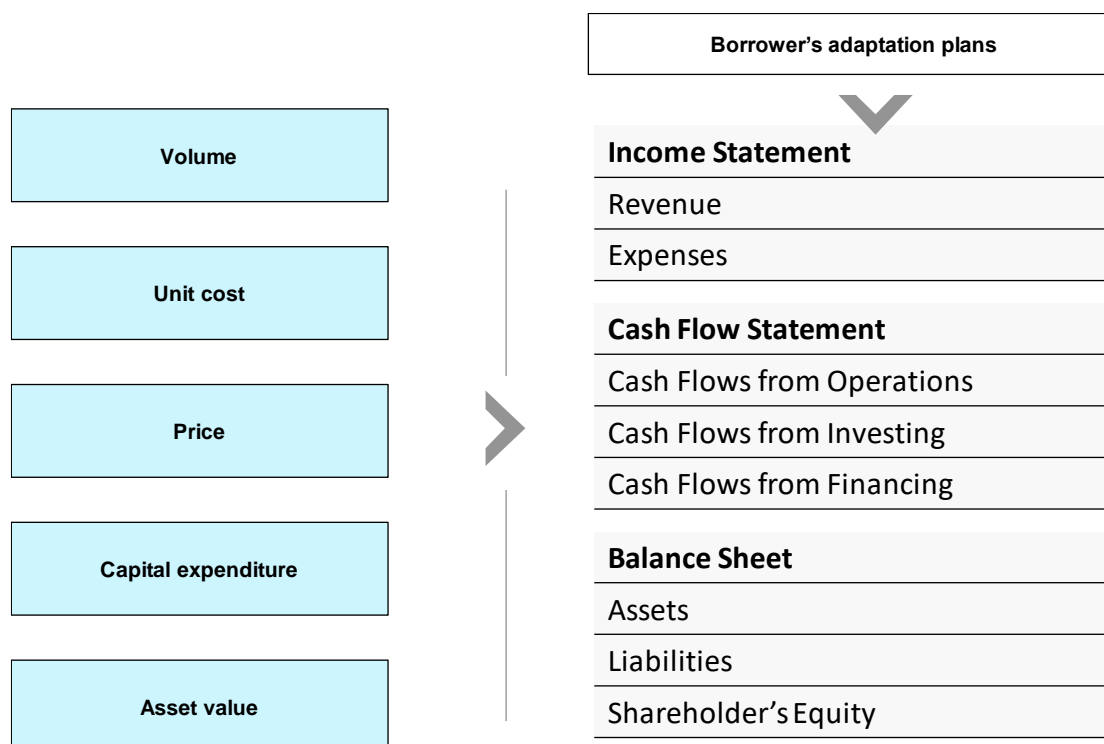 Borrower's adaptation plans
Volume
Unit cost
Price
Capital expenditure
Asset value
Income Statement
Revenue
Expenses
Cash Flow Statement
Cash Flows from Operations
Cash Flows from Investing
Cash Flows from Financing
Balance Sheet
Assets
Liabilities
Shareholder's Equity